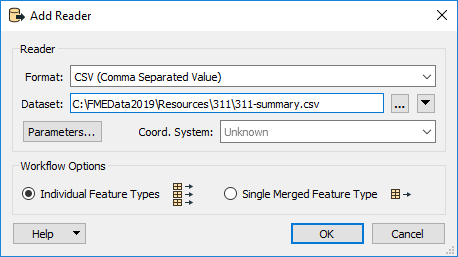 Add Reader
Reader
Format: CSV (Comma Separated Value)
Dataset: C:\FMEData2019\Resources\311\311-summary.csv ...
Parameters... Coord. System: Unknown
Workflow Options
Individual Feature Types Single Merged Feature Type
Help OK Cancel